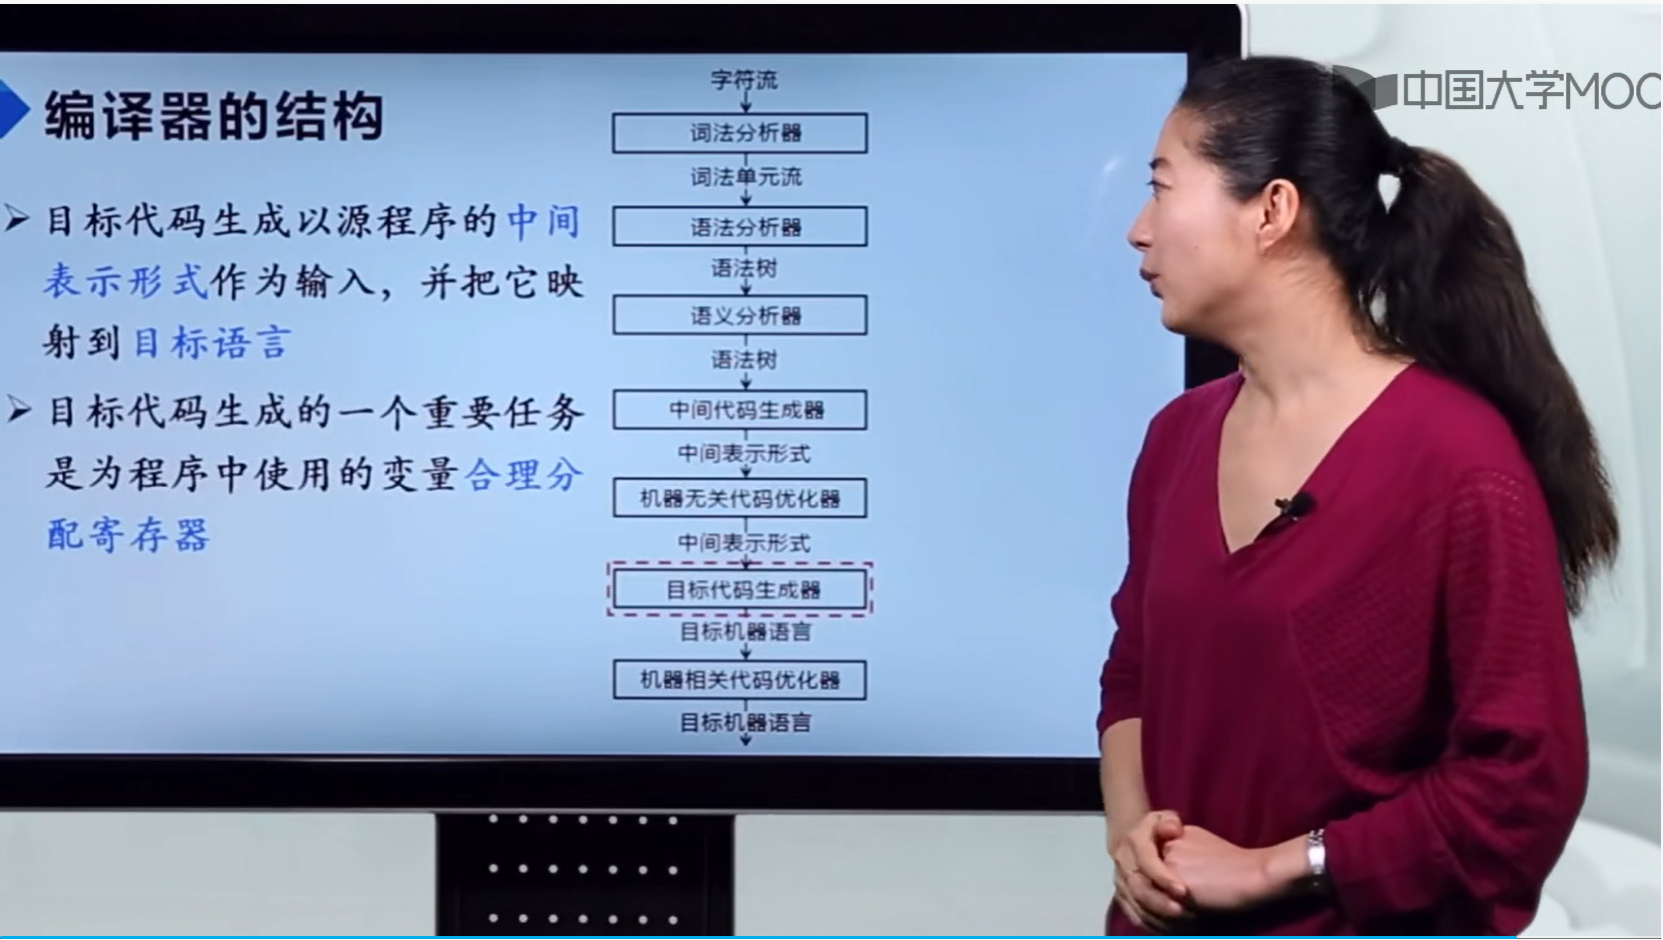 中国大学MOOC
编译器的结构
目标代码生成以源程序的中间
表示形式作为输入，并把它映
射到目标语言
目标代码生成的一个重要任务
是为程序中使用的变量合理分
配寄存器
字符流
词法分析器
词法单元流
语法分析器
语法树
语义分析器
语法树
中间代码生成器
中间表示形式
机器无关代码优化器
中间表示形式
目标代码生成器
目标机器语言
机器相关代码优化器
目标机器语言